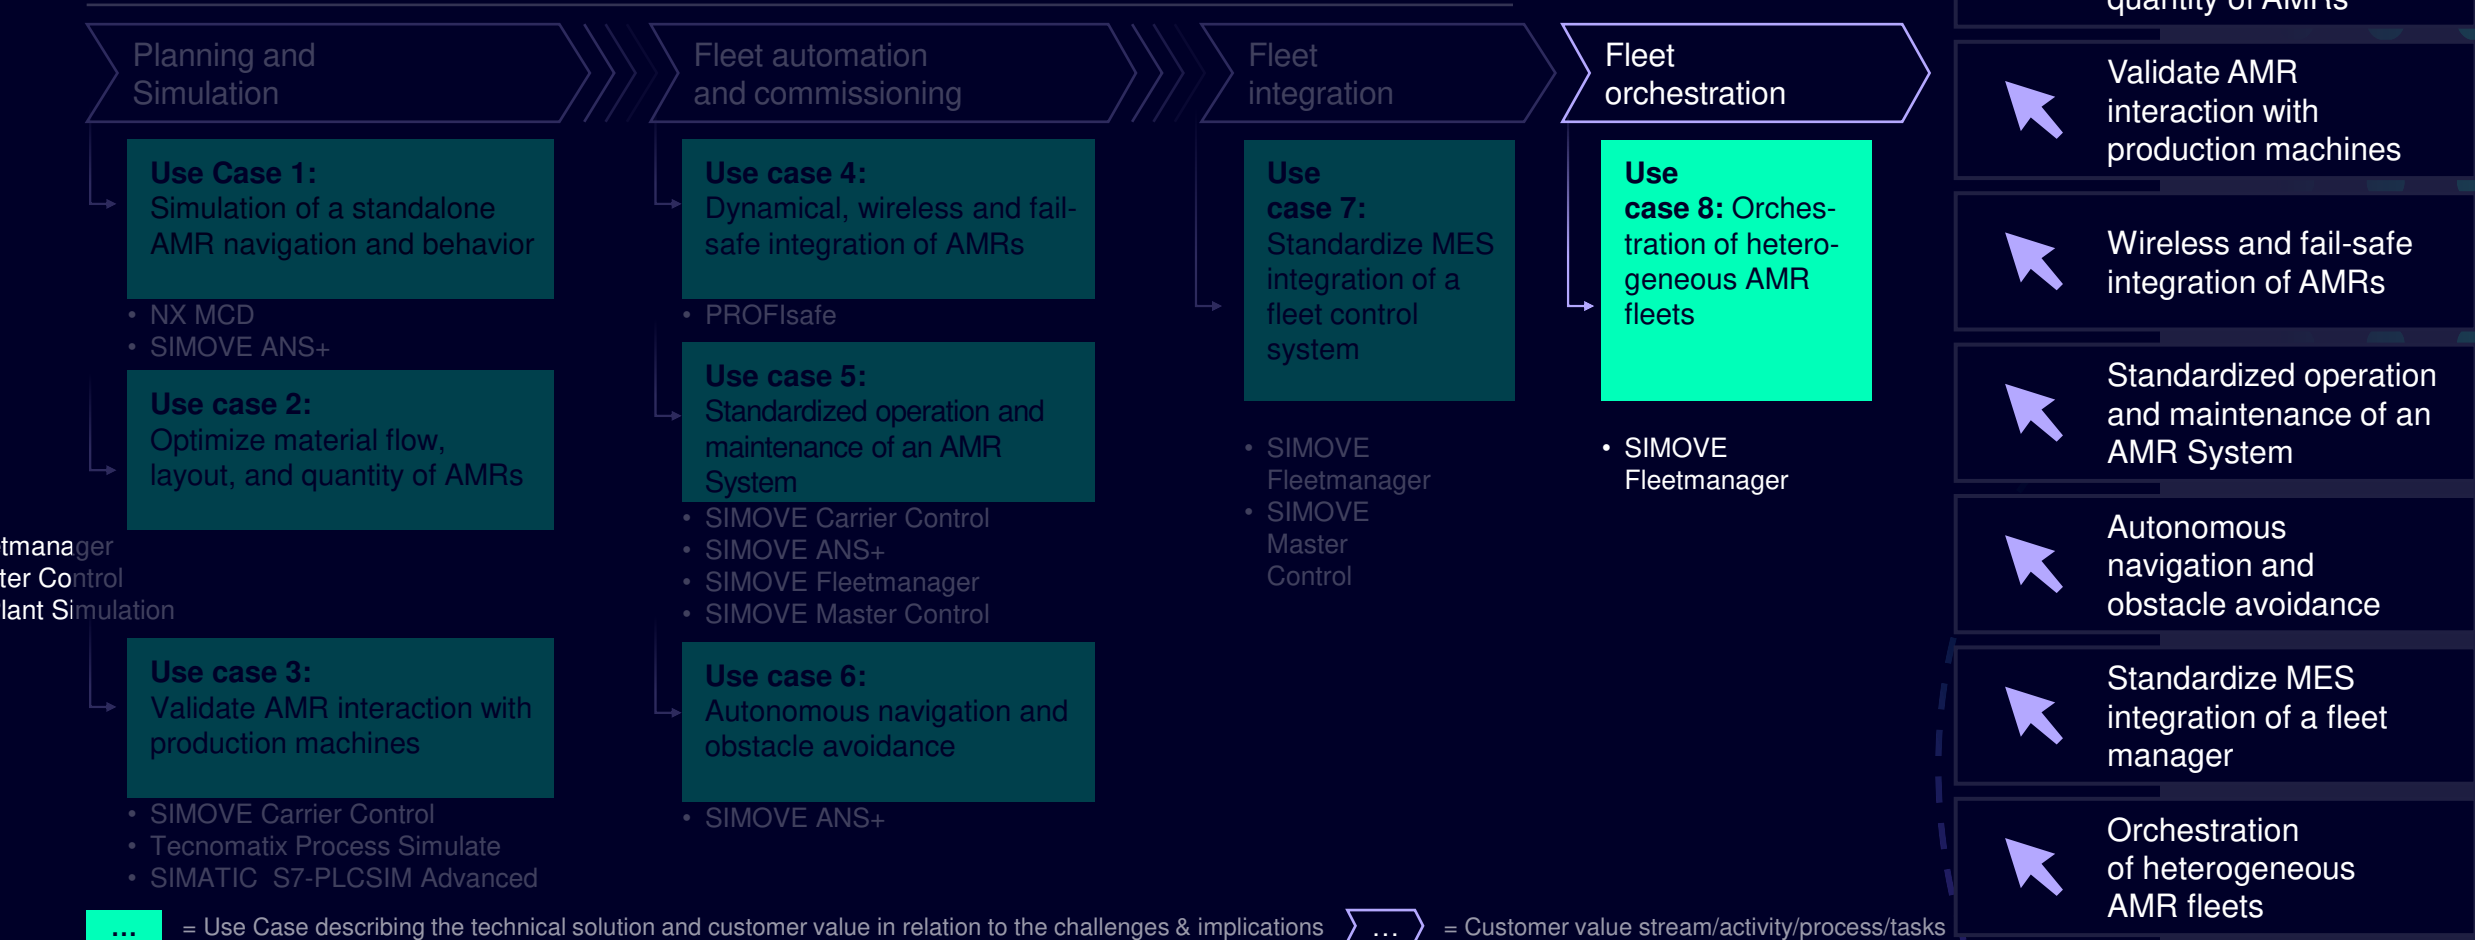 Planning and
Simulation
Fleet automation
and commissioning
Fleet
integration
Fleet
orchestration
Use Case 1:
Simulation of a standalone
AMR navigation and behavior
• NX MCD
• SIMOVE ANS+
Use case 2:
Optimize material flow,
layout, and quantity of AMRs
tmanager
ter Control
lant Simulation
Use case 3:
Validate AMR interaction with
production machines
• SIMOVE Carrier Control
• Tecnomatix Process Simulate
• SIMATIC S7-PLCSIM Advanced
Use case 4:
Dynamical, wireless and fail-
safe integration of AMRs
• PROFIsafe
Use case 5:
Standardized operation and
maintenance of an AMR
System
• SIMOVE Carrier Control
• SIMOVE ANS+
• SIMOVE Fleetmanager
• SIMOVE Master Control
Use case 6:
Autonomous navigation and
obstacle avoidance
• SIMOVE ANS+
Use
case 7:
Standardize MES
integration of a
fleet control
system
• SIMOVE
Fleetmanager
• SIMOVE
Master
Control
Use
case 8: Orches-
tration of hetero-
geneous AMR
fleets
• SIMOVE
Fleetmanager
quantity of AMRs
Validate AMR
interaction with
production machines
Wireless and fail-safe
integration of AMRs
Standardized operation
and maintenance of an
AMR System
Autonomous
navigation and
obstacle avoidance
Standardize MES
integration of a fleet
manager
Orchestration
of heterogeneous
AMR fleets
... = Use Case describing the technical solution and customer value in relation to the challenges & implications
... = Customer value stream/activity/process/tasks